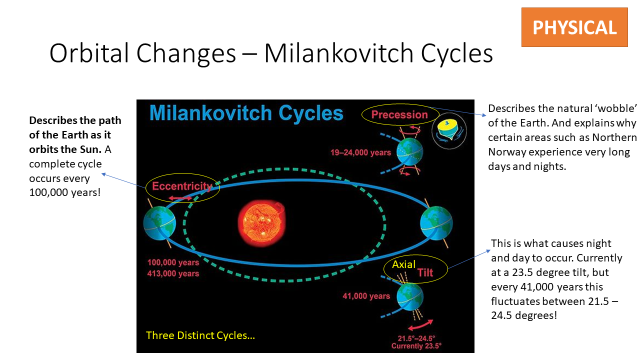 PHYSICAL
Orbital Changes – Milankovitch Cycles
Describes the path
of the Earth as it
orbits the Sun. A
complete cycle
occurs every
100,000 years!
Milankovitch Cycles
Precession
19–24,000 years
Describes the natural ‘wobble’
of the Earth. And explains why
certain areas such as Northern
Norway experience very long
days and nights.
Eccentricity
100,000 years
413,000 years
Axial
Tilt
41,000 years
21.5°–24.5°
Currently 23.5°
This is what causes night
and day to occur. Currently
at a 23.5 degree tilt, but
every 41,000 years this
fluctuates between 21.5 –
24.5 degrees!
Three Distinct Cycles…